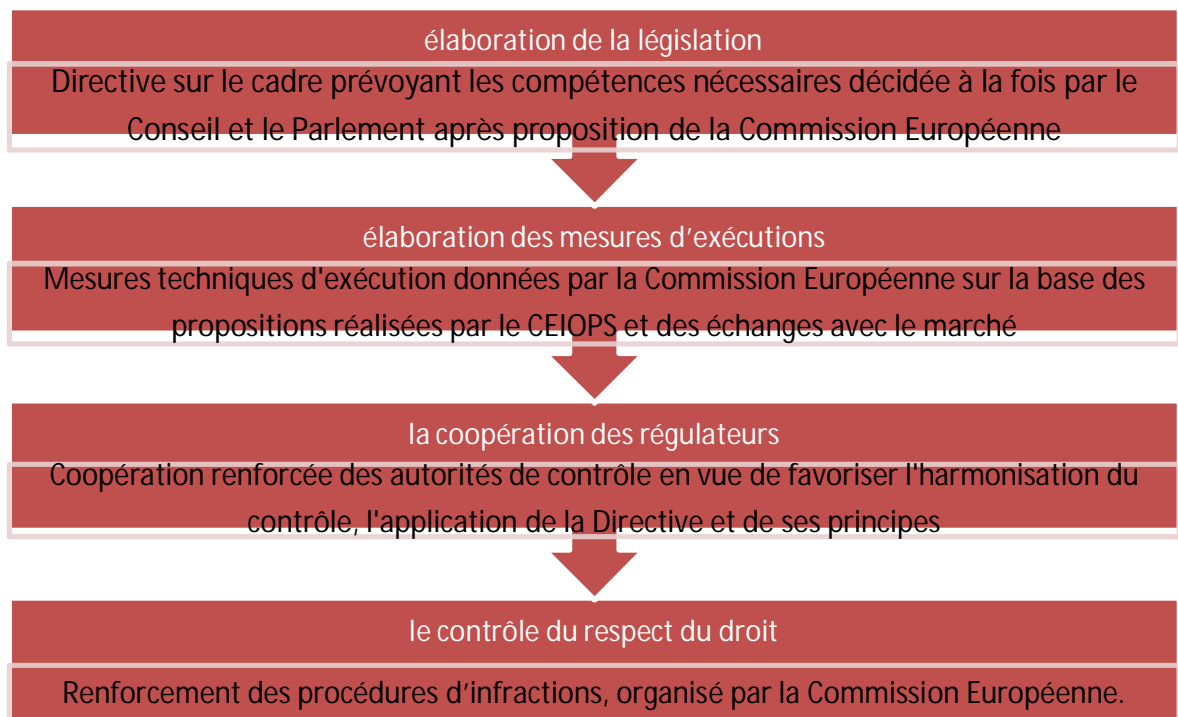 élaboration de la législation
Directive sur le cadre prévoyant les compétences nécessaires décidée à la fois par le
Conseil et le Parlement après proposition de la Commission Européenne
élaboration des mesures d’exécutions
Mesures techniques d'exécution données par la Commission Européenne sur la base des
propositions réalisées par le CEIOPS et des échanges avec le marché
la coopération des régulateurs
Coopération renforcée des autorités de contrôle en vue de favoriser l'harmonisation du
contrôle, l'application de la Directive et de ses principes
le contrôle du respect du droit
Renforcement des procédures d’infractions, organisé par la Commission Européenne.